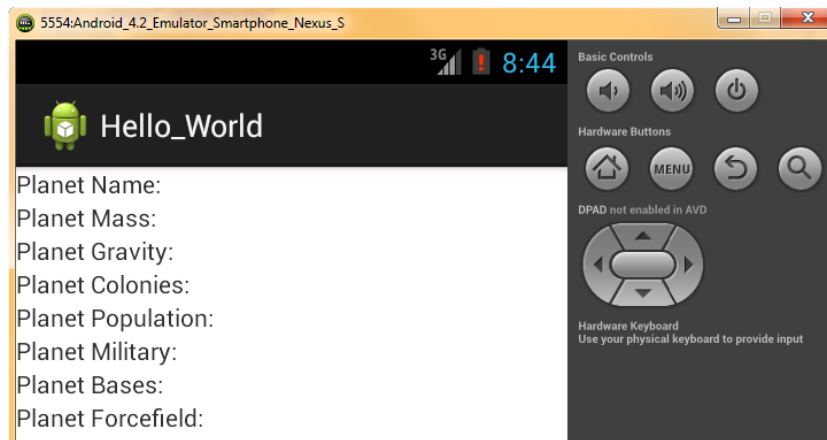 5554:Android_4.2_Emulator_Smartphone_Nexus_S
3G 8:44
Hello_World
Planet Name:
Planet Mass:
Planet Gravity:
Planet Colonies:
Planet Population:
Planet Military:
Planet Bases:
Planet Forcefield:
Basic Controls
Hardware Buttons
MENU
DPAD not enabled in AVD
Hardware Keyboard
Use your physical keyboard to provide input